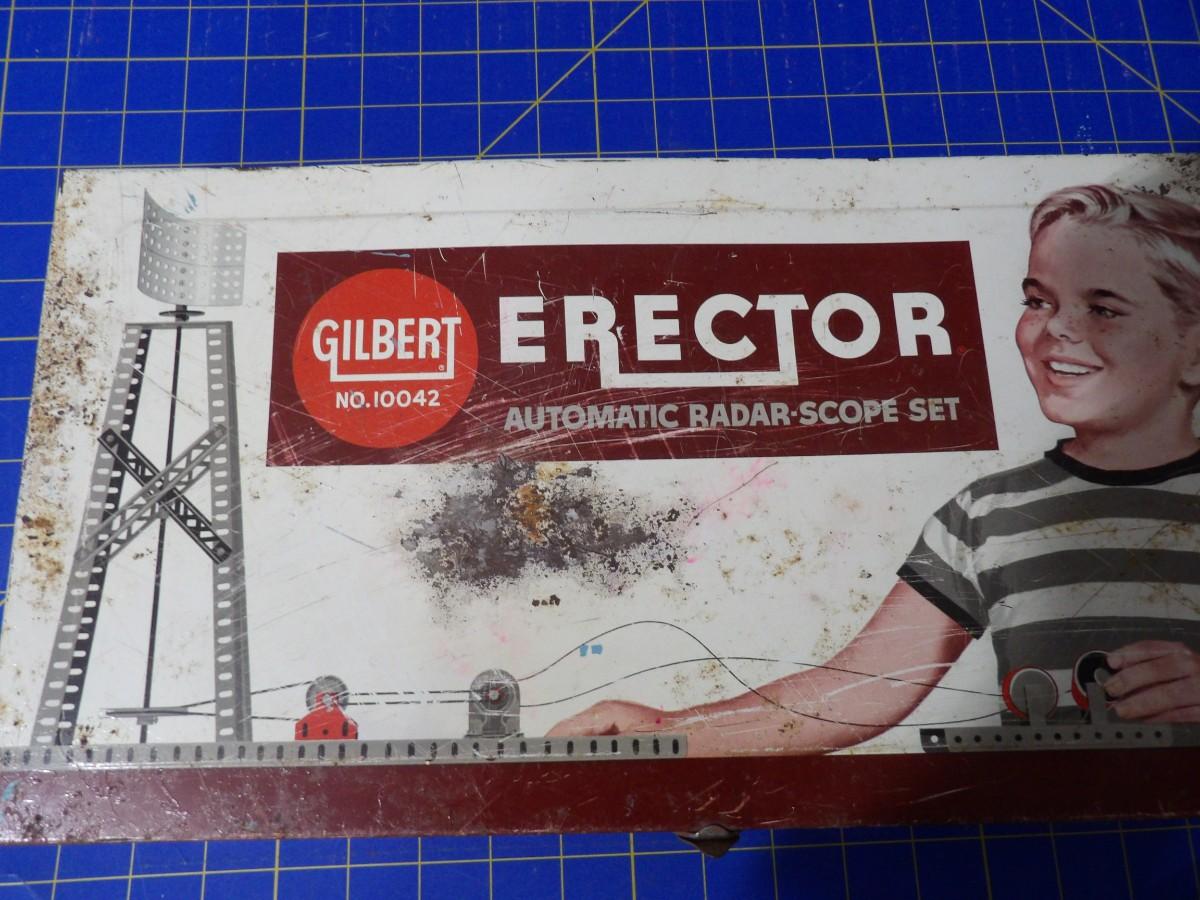 GILBERT
®
NO.10042
ERECTOR
AUTOMATIC RADAR-SCOPE SET